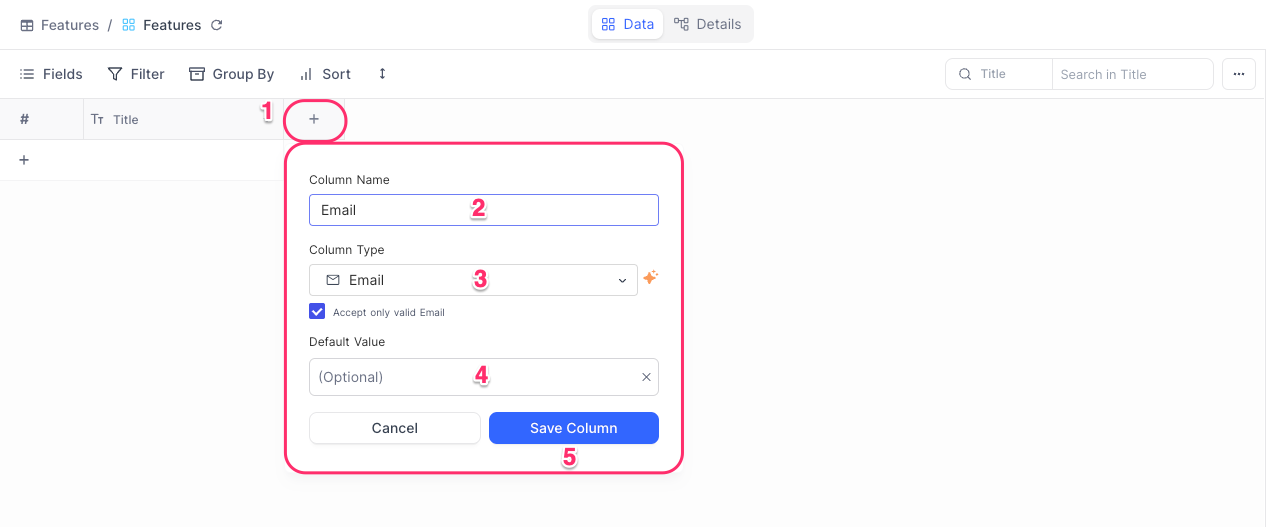 Features / Features
Data Details
Fields Filter Group By Sort
Title Search in Title
# Title 1 +
+
Column Name
Email 2
Column Type
Email 3
Accept only valid Email
Default Value
(Optional) 4
Cancel Save Column
5